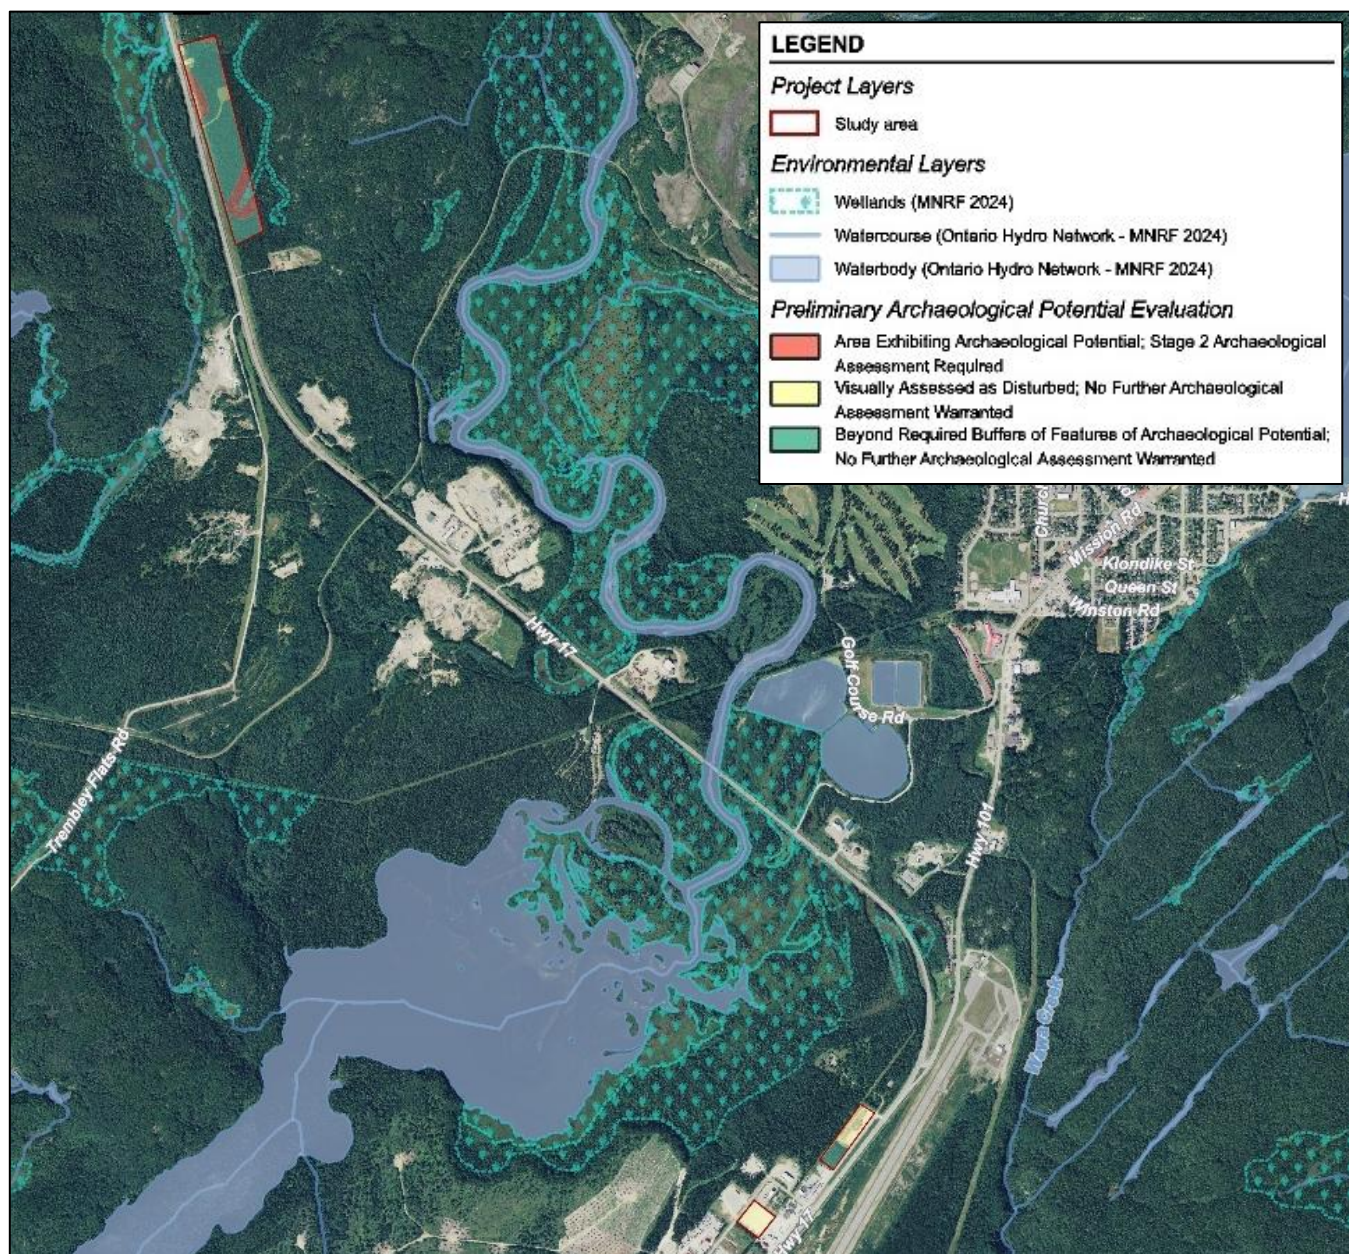 LEGEND
Project Layers
Study area
Environmental Layers
Wetlands (MNRF 2024)
Watercourse (Ontario Hydro Network - MNRF 2024)
Waterbody (Ontario Hydro Network - MNRF 2024)
Preliminary Archaeological Potential Evaluation
Area Exhibiting Archaeological Potential; Stage 2 Archaeological
Assessment Required
Visually Assessed as Disturbed; No Further Archaeological
Assessment Warranted
Beyond Required Buffers of Features of Archaeological Potential;
No Further Archaeological Assessment Warranted
Church
Mission Rd
Rd
H
Klondike St
Queen St
Winston Rd
Hwy 17
Golf Course Rd
Trembley Flats Rd
Hwy 101
Wawa Creek
Hwy 17